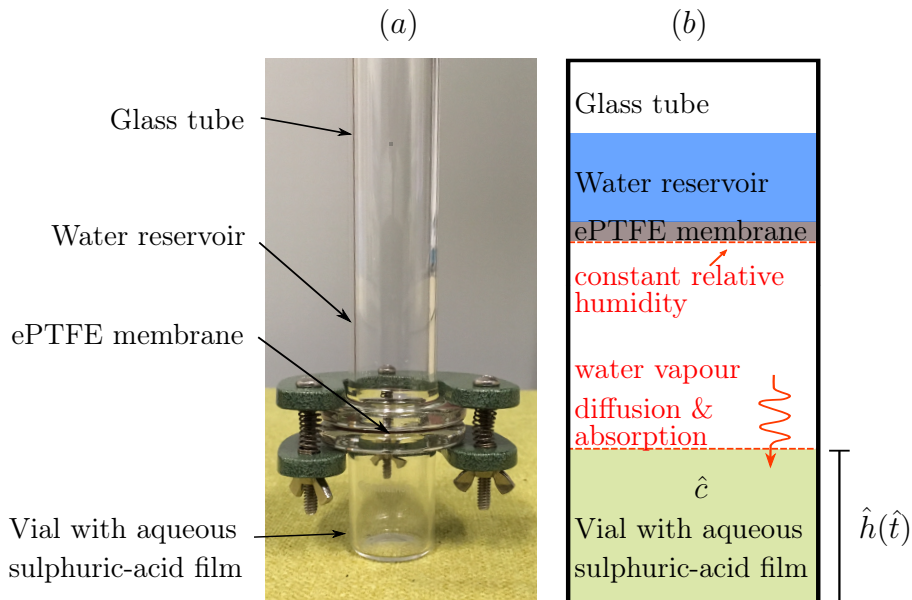 (a)
Glass tube
Water reservoir
ePTFE membrane
Vial with aqueous
sulphuric-acid film
(b)
Glass tube
Water reservoir
ePTFE membrane
constant relative
humidity
water vapour
diffusion &
absorption
ĉ
Vial with aqueous
sulphuric-acid film
ĥ(t̂)